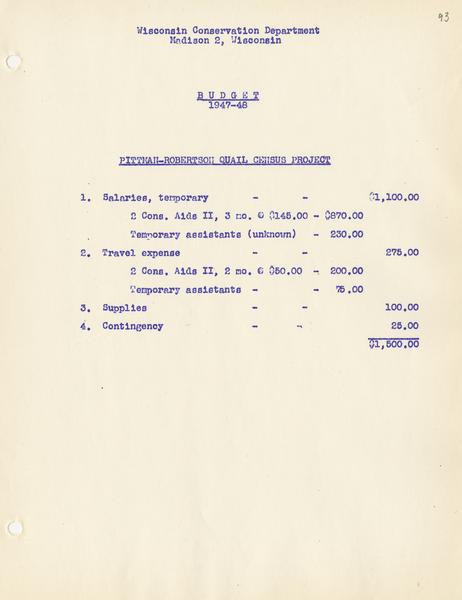 93
Wisconsin Conservation Department
Madison 2, Wisconsin
B U D G E T
1947-48
PITTMAN-ROBERTSON QUAIL CENSUS PROJECT
1. Salaries, temporary - - $1,100.00
2 Cons. Aids II, 3 mo. @ $145.00 - $870.00
Temporary assistants (unknown) - 230.00
2. Travel expense - - 275.00
2 Cons. Aids II, 2 mo. @ $50.00 - 200.00
Temporary assistants - - 75.00
3. Supplies - - 100.00
4. Contingency - - 25.00
$1,500.00